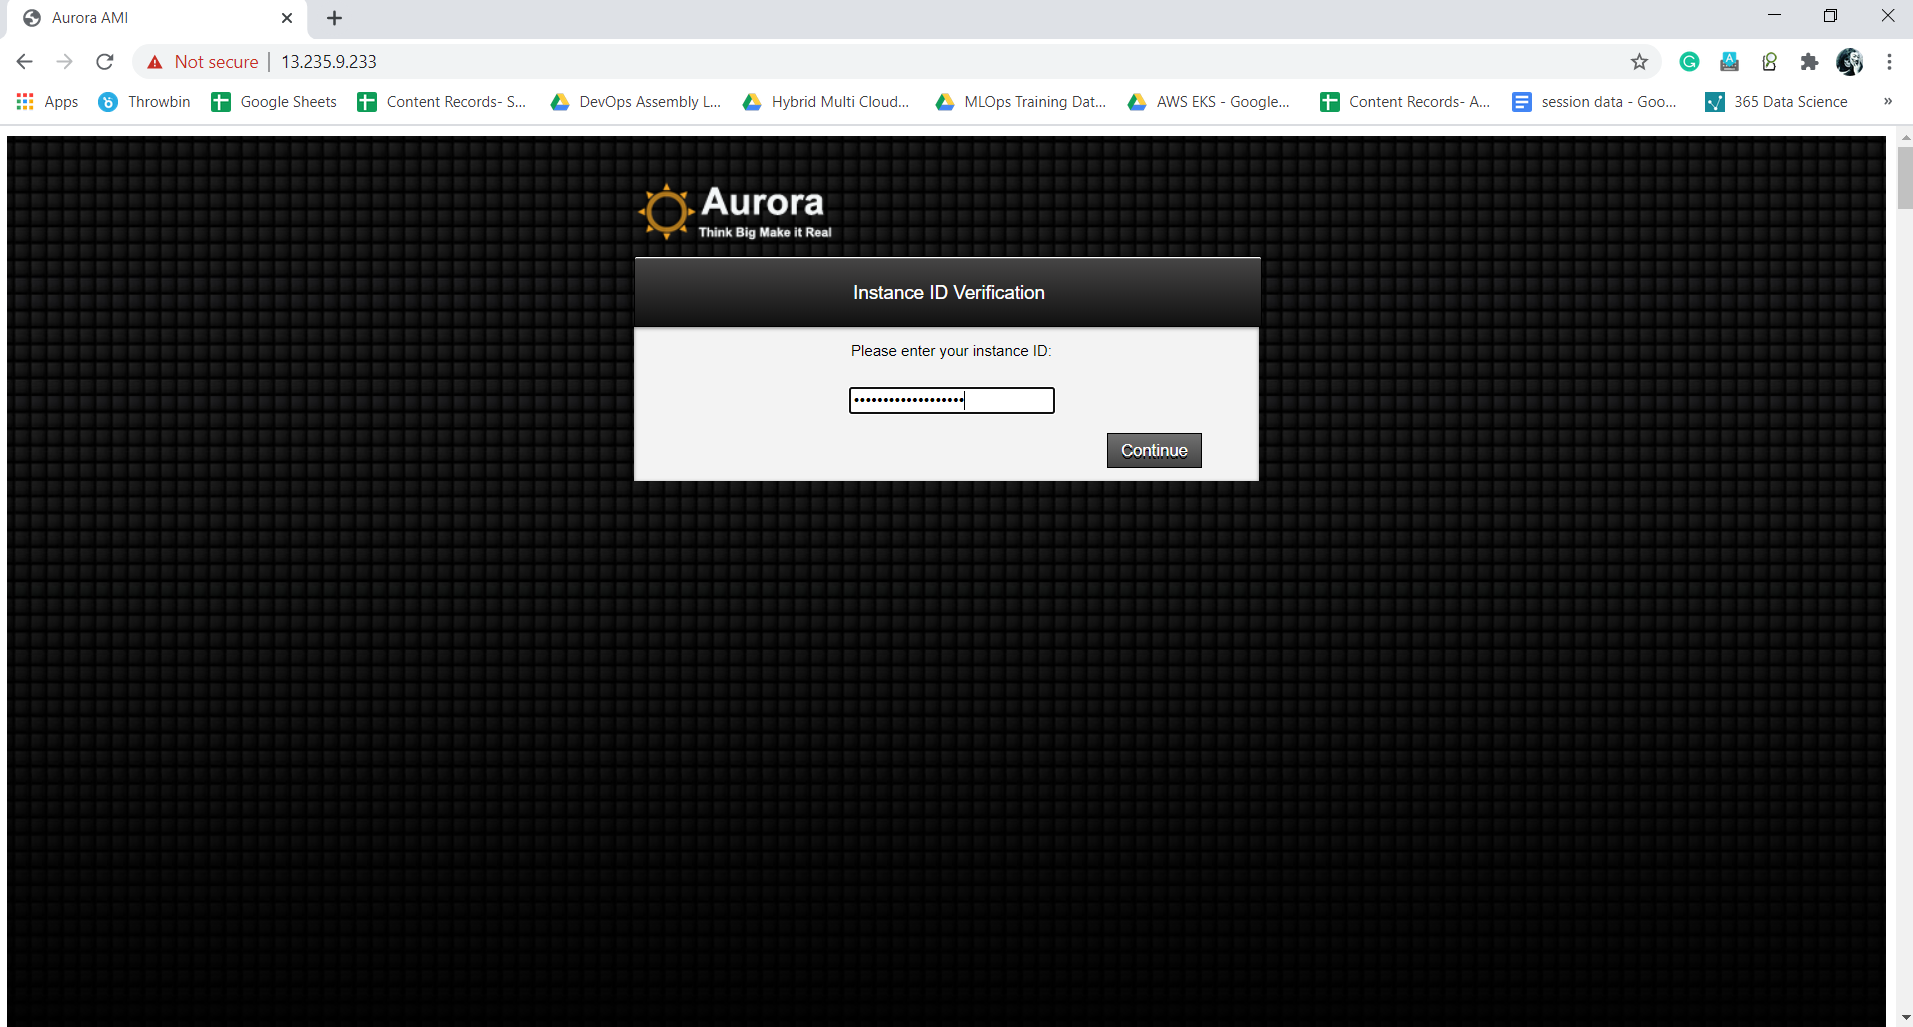 Aurora AMI
Not secure | 13.235.9.233
Apps Throwbin Google Sheets Content Records- S... DevOps Assembly L... Hybrid Multi Cloud... MLOps Training Dat... AWS EKS - Google... Content Records- A... session data - Goo... 365 Data Science »
Aurora
Think Big Make it Real
Instance ID Verification
Please enter your instance ID:
•••••••••••••••••••
Continue